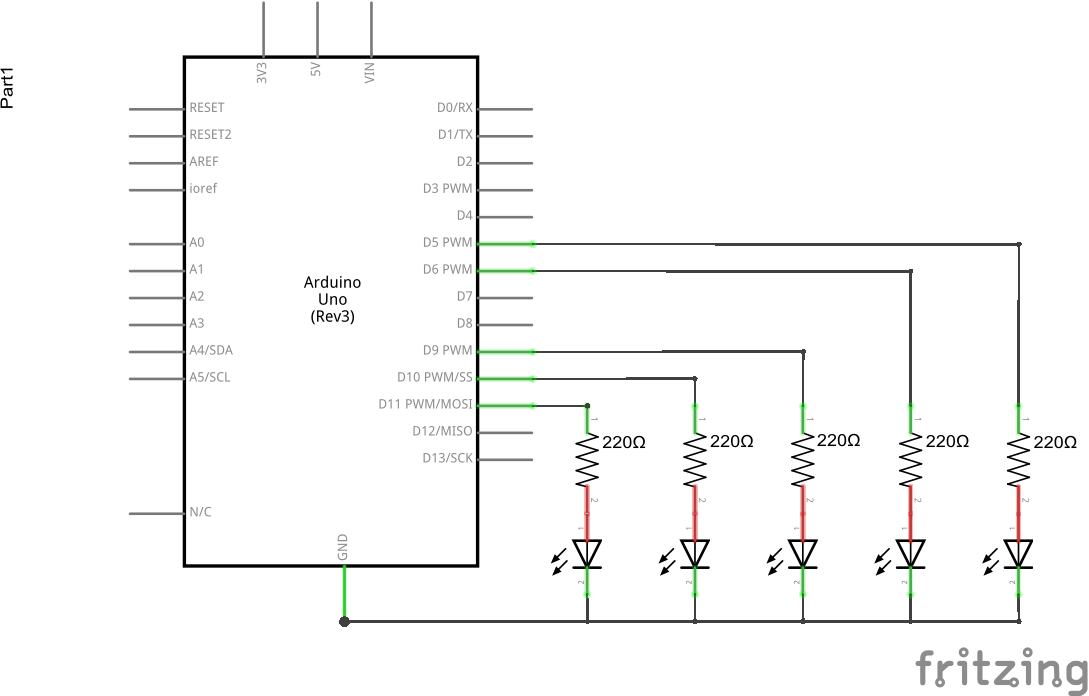 Part1
3V3
5V
VIN
RESET
RESET2
AREF
ioref
A0
A1
A2
A3
A4/SDA
A5/SCL
N/C
Arduino
Uno
(Rev3)
D0/RX
D1/TX
D2
D3 PWM
D4
D5 PWM
D6 PWM
D7
D8
D9 PWM
D10 PWM/SS
D11 PWM/MOSI
D12/MISO
D13/SCK
GND
1
1
1
1
1
220Ω
220Ω
220Ω
220Ω
220Ω
2
2
2
2
2
1
1
1
1
1
2
2
2
2
2
fritzing